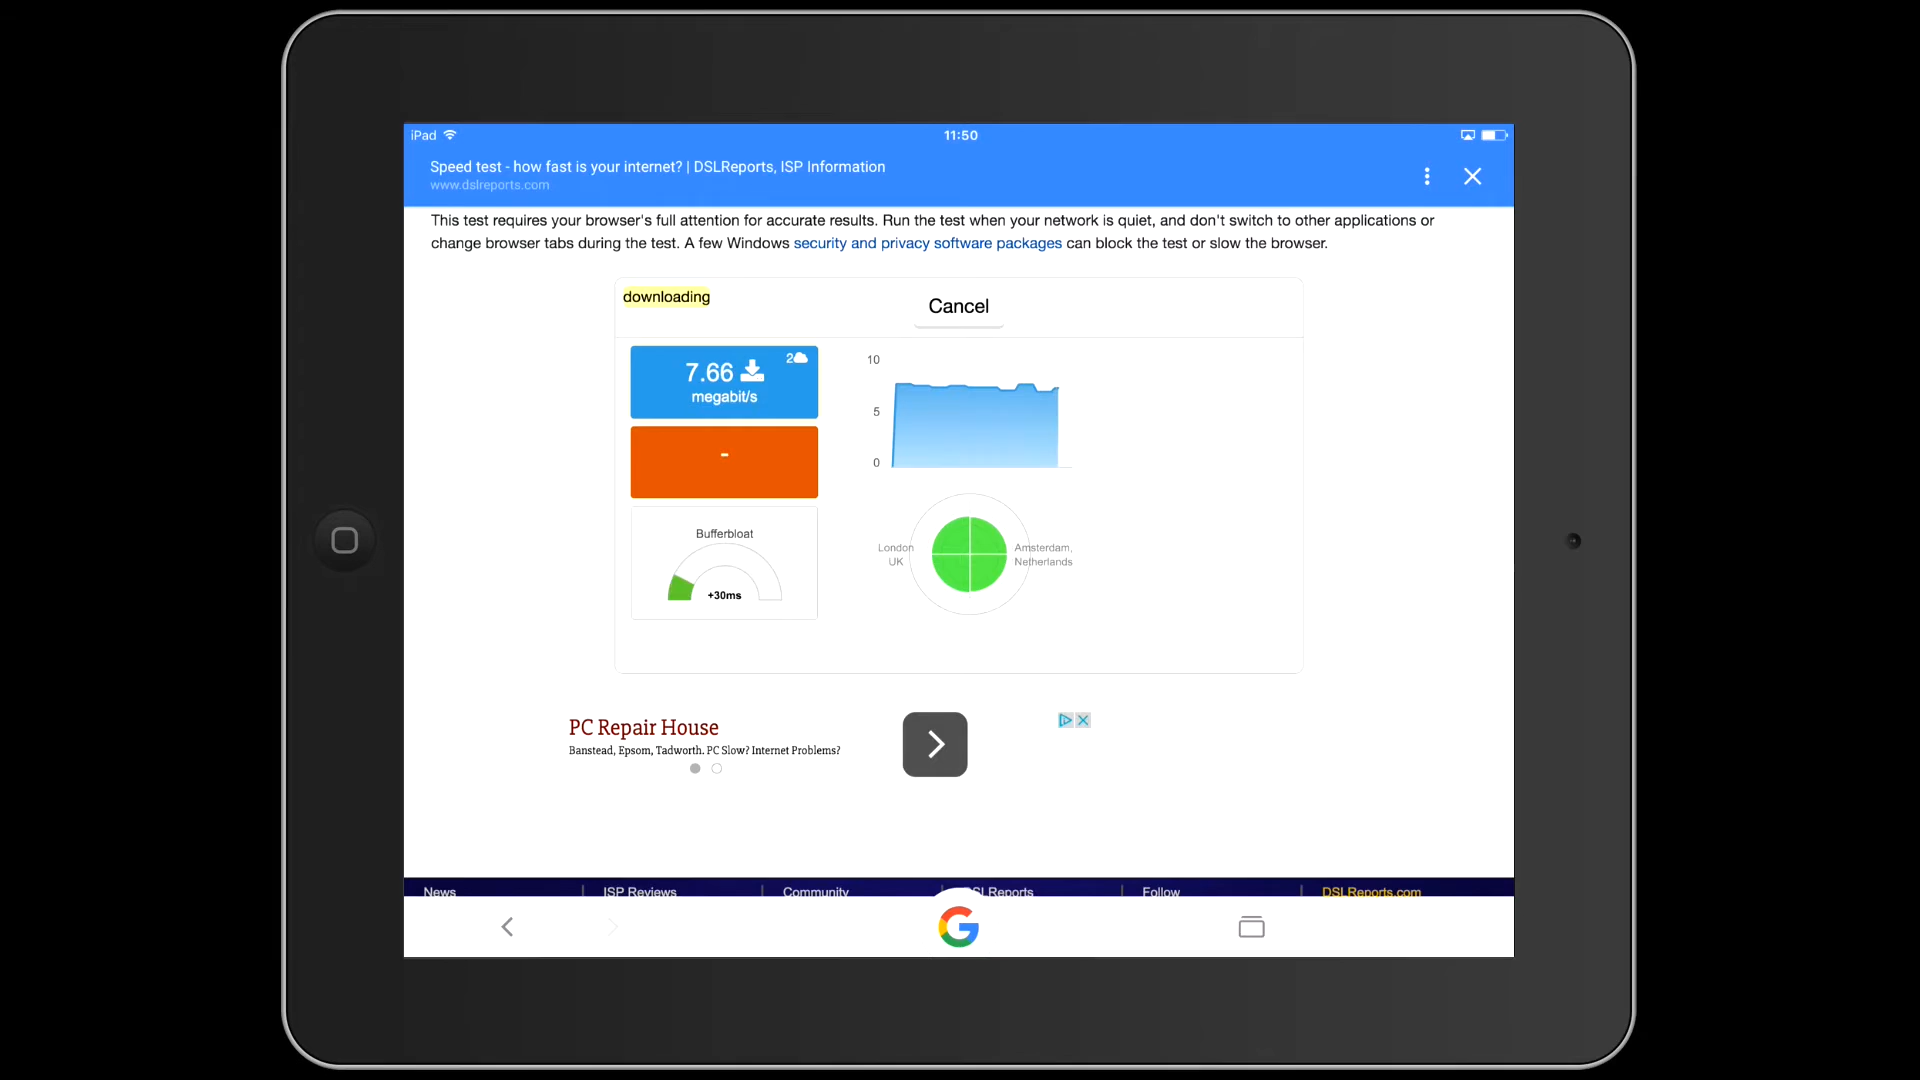 iPad
11:50
Speed test - how fast is your internet? | DSLReports, ISP Information
www.dslreports.com
This test requires your browser's full attention for accurate results. Run the test when your network is quiet, and don't switch to other applications or
change browser tabs during the test. A few Windows security and privacy software packages can block the test or slow the browser.
downloading
Cancel
2
7.66
megabit/s
-
Bufferbloat
+30ms
10
5
0
London
UK
Amsterdam,
Netherlands
PC Repair House
Banstead, Epsom, Tadworth. PC Slow? Internet Problems?
News
ISP Reviews
Community
DSLReports
Follow
DSLReports.com
G